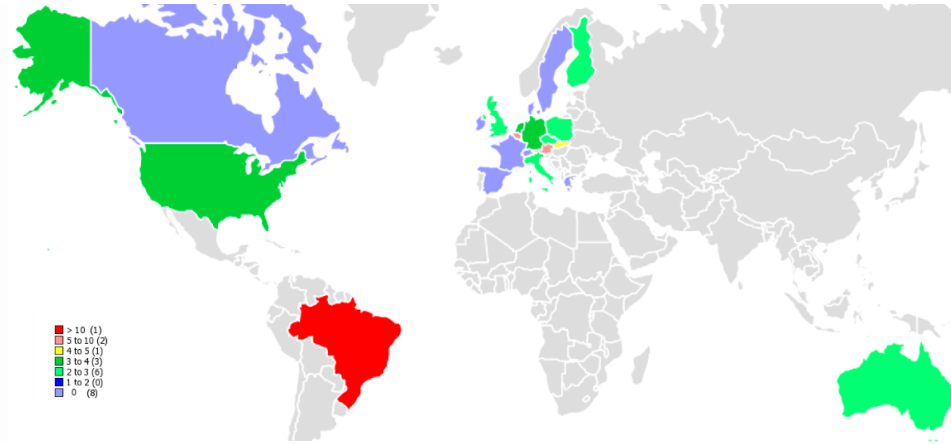 > 10 (1)
5 to 10 (2)
4 to 5 (1)
3 to 4 (3)
2 to 3 (6)
1 to 2 (0)
0 (8)